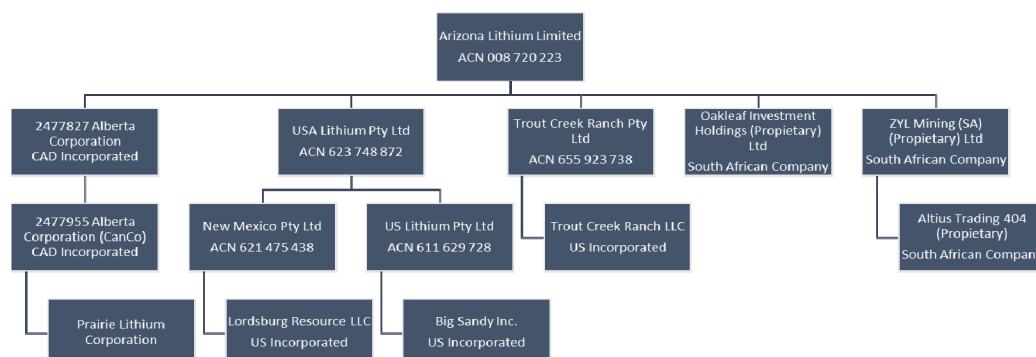 Arizona Lithium Limited
ACN 008 720 223
2477827 Alberta
Corporation
CAD Incorporated
USA Lithium Pty Ltd
ACN 623 748 872
Trout Creek Ranch Pty
Ltd
ACN 655 923 738
Oakleaf Investment
Holdings (Propietary)
Ltd
South African Company
ZYL Mining (SA)
(Propietary) Ltd
South African Company
2477955 Alberta
Corporation (CanCo)
CAD Incorporated
New Mexico Pty Ltd
ACN 621 475 438
US Lithium Pty Ltd
ACN 611 629 728
Trout Creek Ranch LLC
US Incorporated
Altius Trading 404
(Propietary)
South African Company
Prairie Lithium
Corporation
Lordsburg Resource LLC
US Incorporated
Big Sandy Inc.
US Incorporated